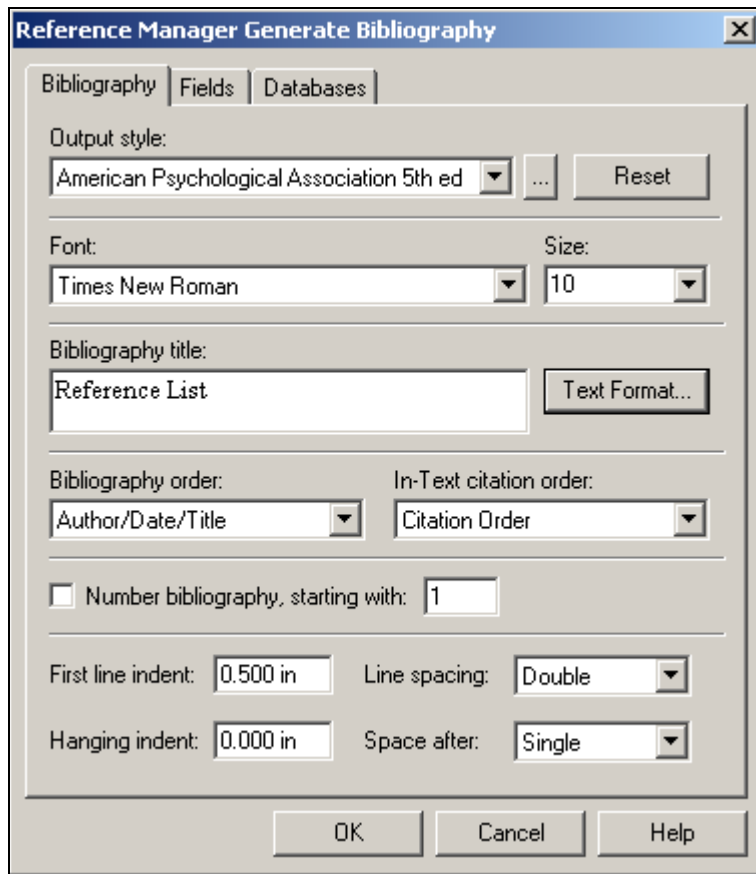 Reference Manager Generate Bibliography
Bibliography Fields Databases
Output style:
American Psychological Association 5th ed ... Reset
Font: Size:
Times New Roman 10
Bibliography title:
Reference List Text Format...
Bibliography order: In-Text citation order:
Author/Date/Title Citation Order
Number bibliography, starting with: 1
First line indent: 0.500 in Line spacing: Double
Hanging indent: 0.000 in Space after: Single
OK Cancel Help